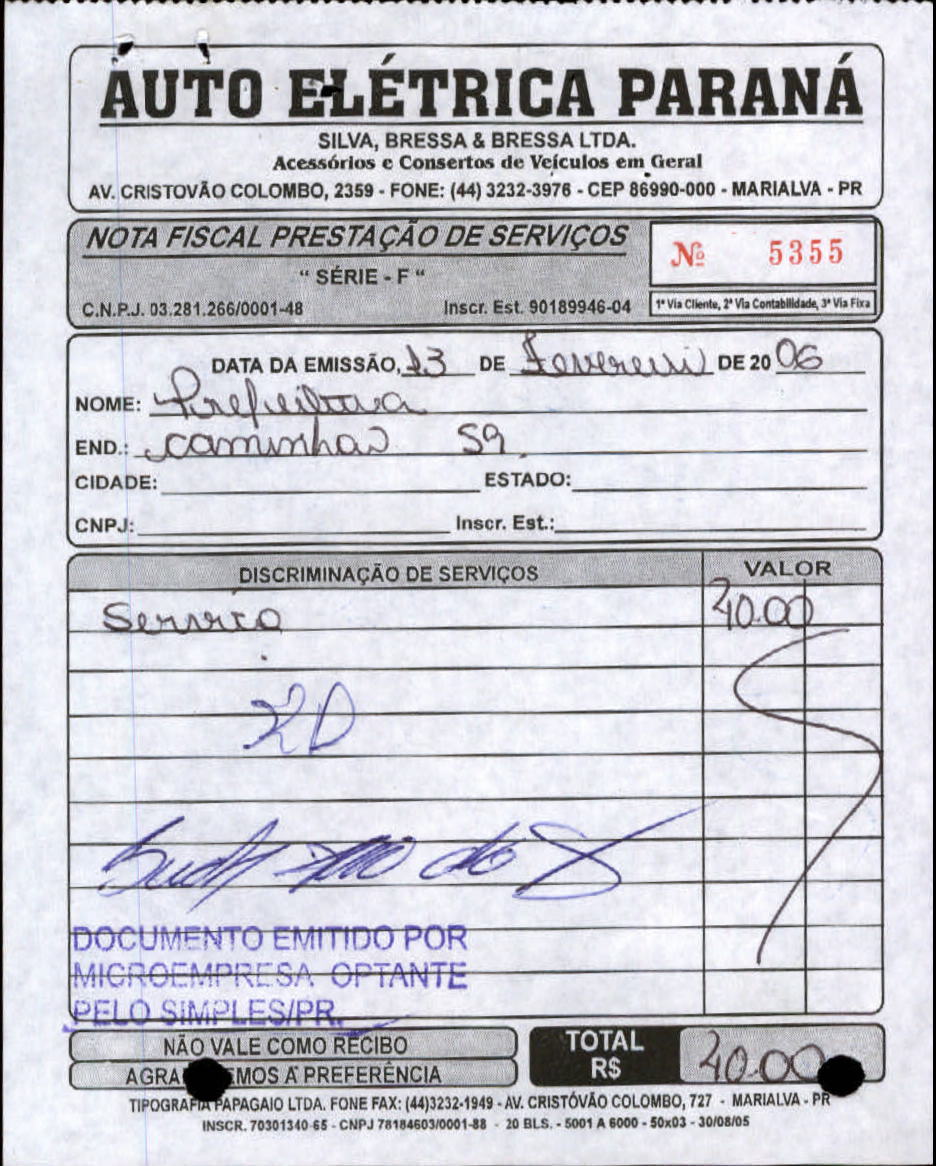 AUTO ELÉTRICA PARANÁ
SILVA, BRESSA & BRESSA LTDA.
Acessórios e Consertos de Veículos em Geral
AV. CRISTOVÃO COLOMBO, 2359 - FONE: (44) 3232-3976 - CEP 86990-000 - MARIALVA - PR
NOTA FISCAL PRESTAÇÃO DE SERVIÇOS
Nº 5355
“ SÉRIE - F “
C.N.P.J. 03.281.266/0001-48 Inscr. Est. 90189946-04
1ª Via Cliente, 2ª Via Contabilidade, 3ª Via Fixa
DATA DA EMISSÃO, 13 DE Fevereiro DE 2006
NOME: Prefeitura
END.: caminhao 59
CIDADE: ESTADO:
CNPJ: Inscr. Est.:
DISCRIMINAÇÃO DE SERVIÇOS VALOR
Serviço 40.00
DOCUMENTO EMITIDO POR
MICROEMPRESA OPTANTE
PELO SIMPLES/PR.
NÃO VALE COMO RECIBO
TOTAL
R$ 40.00
AGRA EMOS A PREFERÊNCIA
TIPOGRAFIA PAPAGAIO LTDA. FONE FAX: (44)3232-1949 - AV. CRISTÓVÃO COLOMBO, 727 - MARIALVA - PR
INSCR. 70301340-65 - CNPJ 78184603/0001-88 - 20 BLS. - 5001 A 6000 - 50x03 - 30/08/05